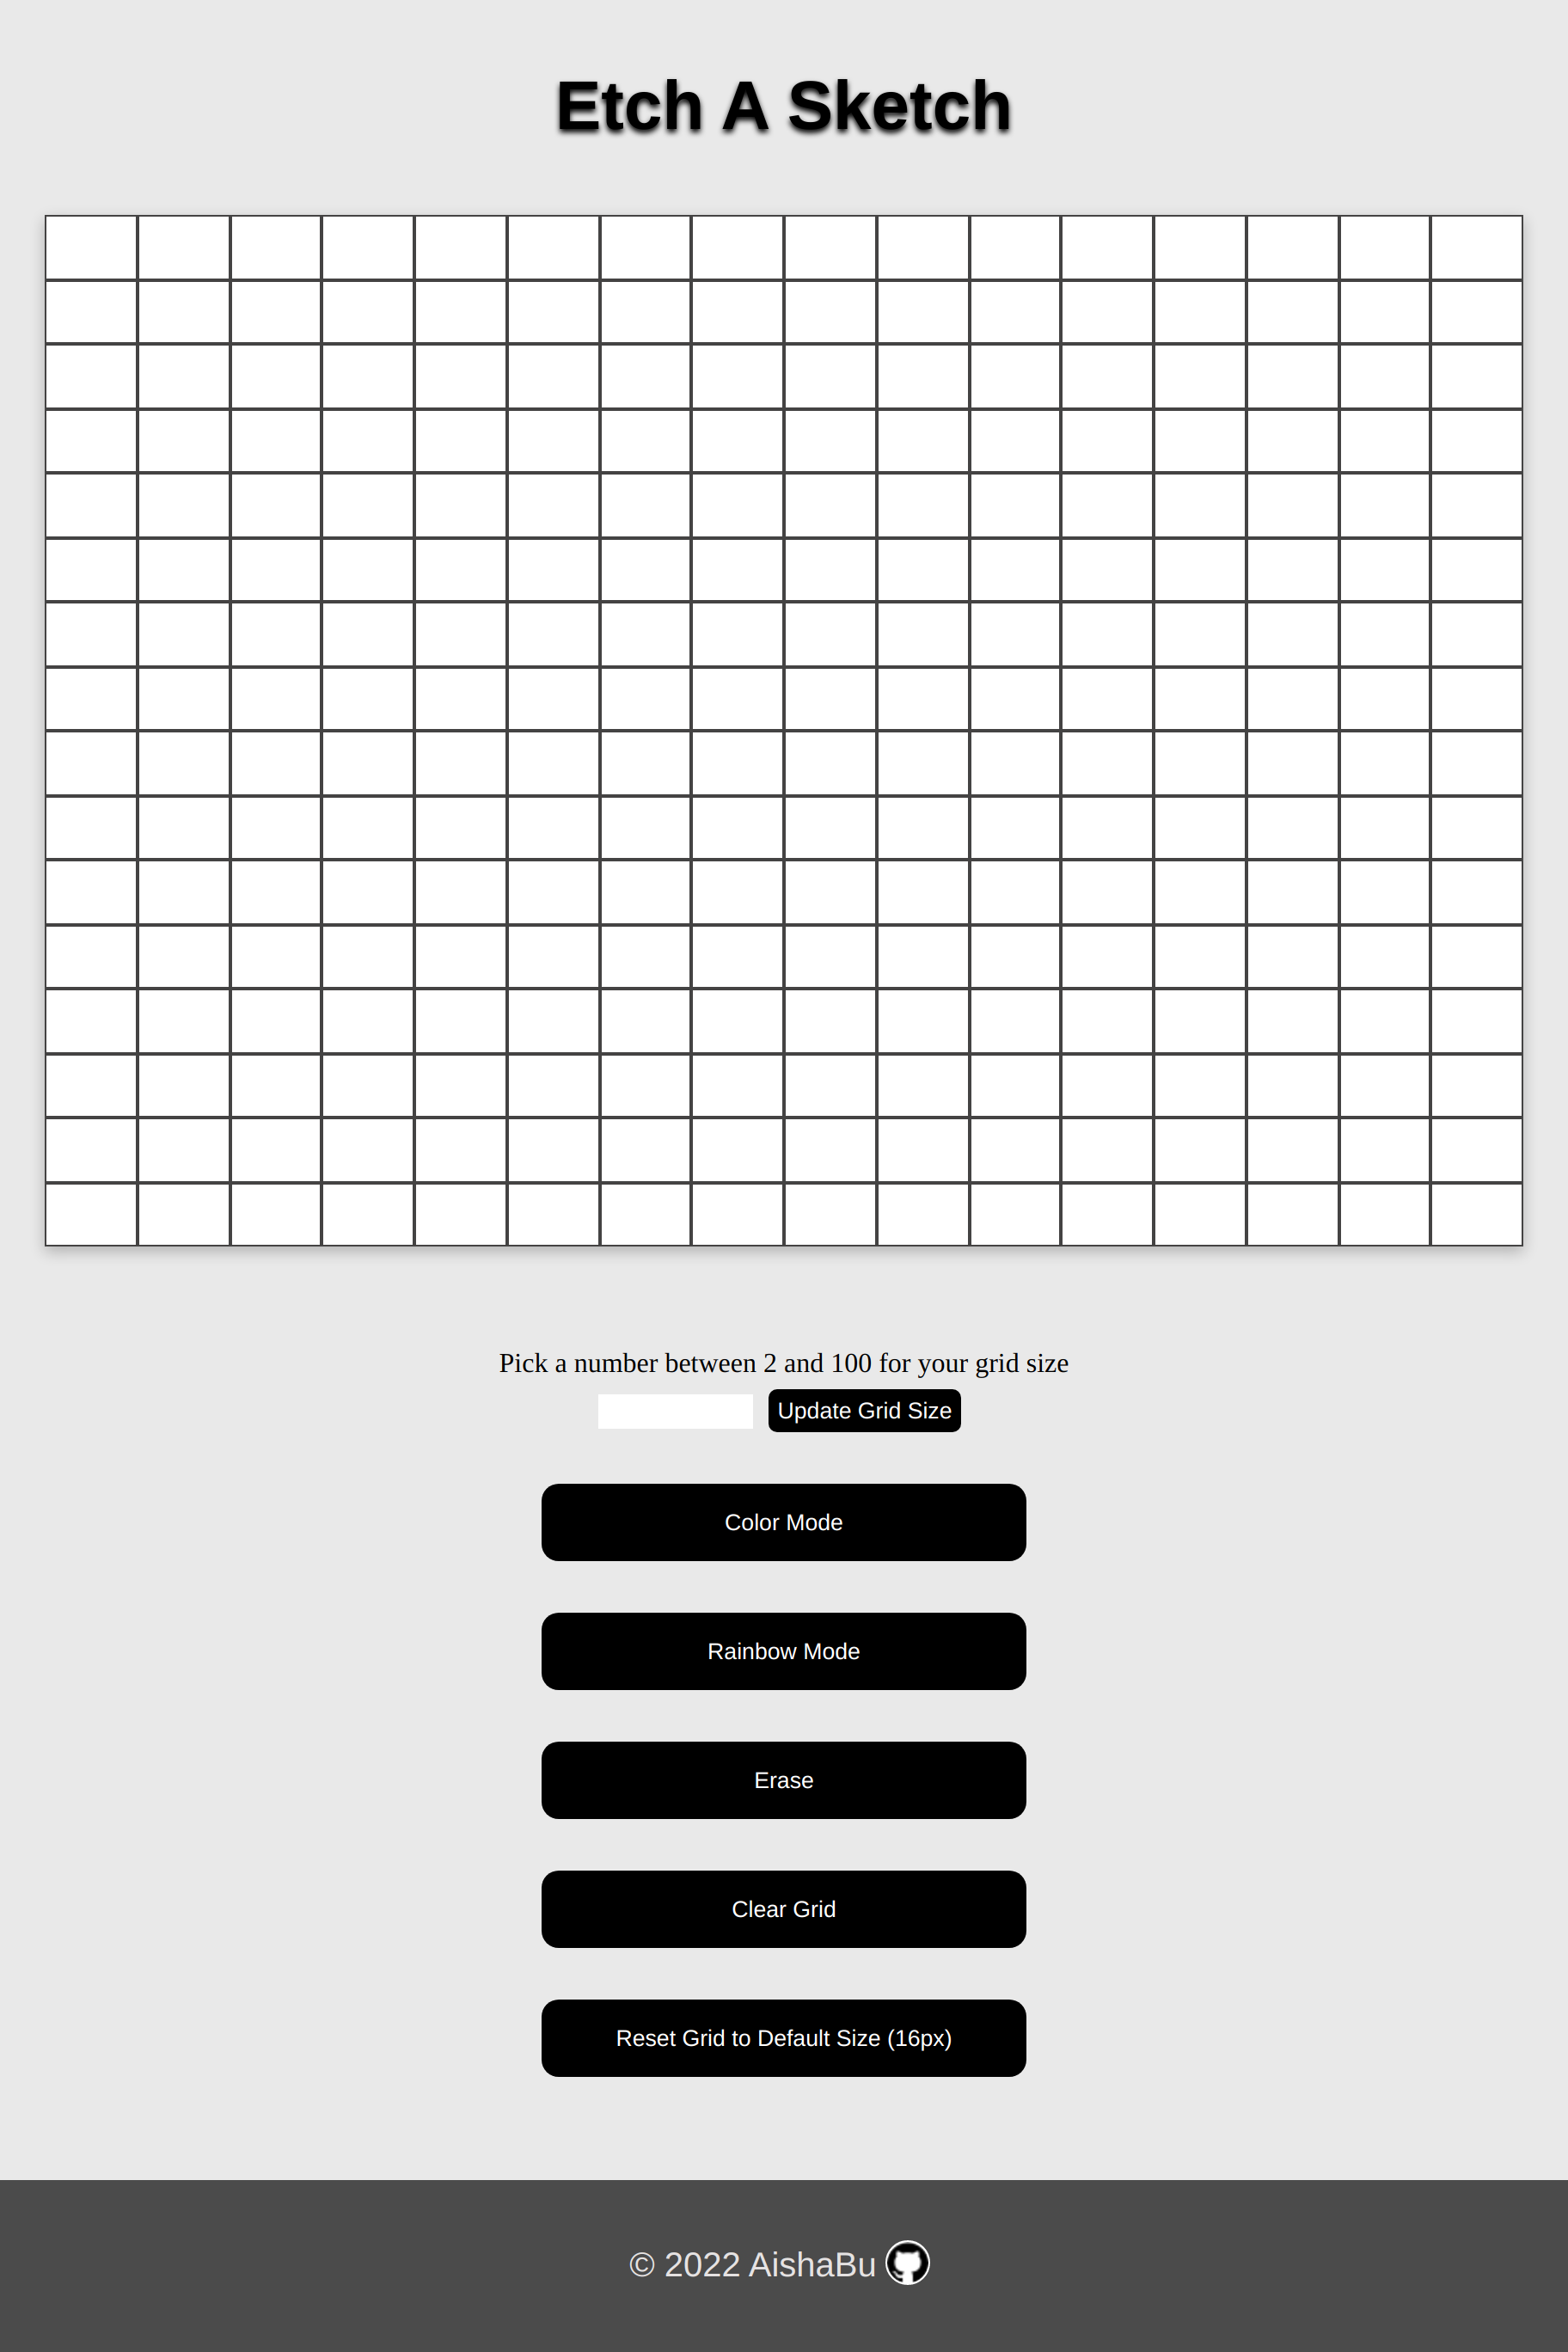 Etch A Sketch
Pick a number between 2 and 100 for your grid size
Update Grid Size
Color Mode
Rainbow Mode
Erase
Clear Grid
Reset Grid to Default Size (16px)
© 2022 AishaBu